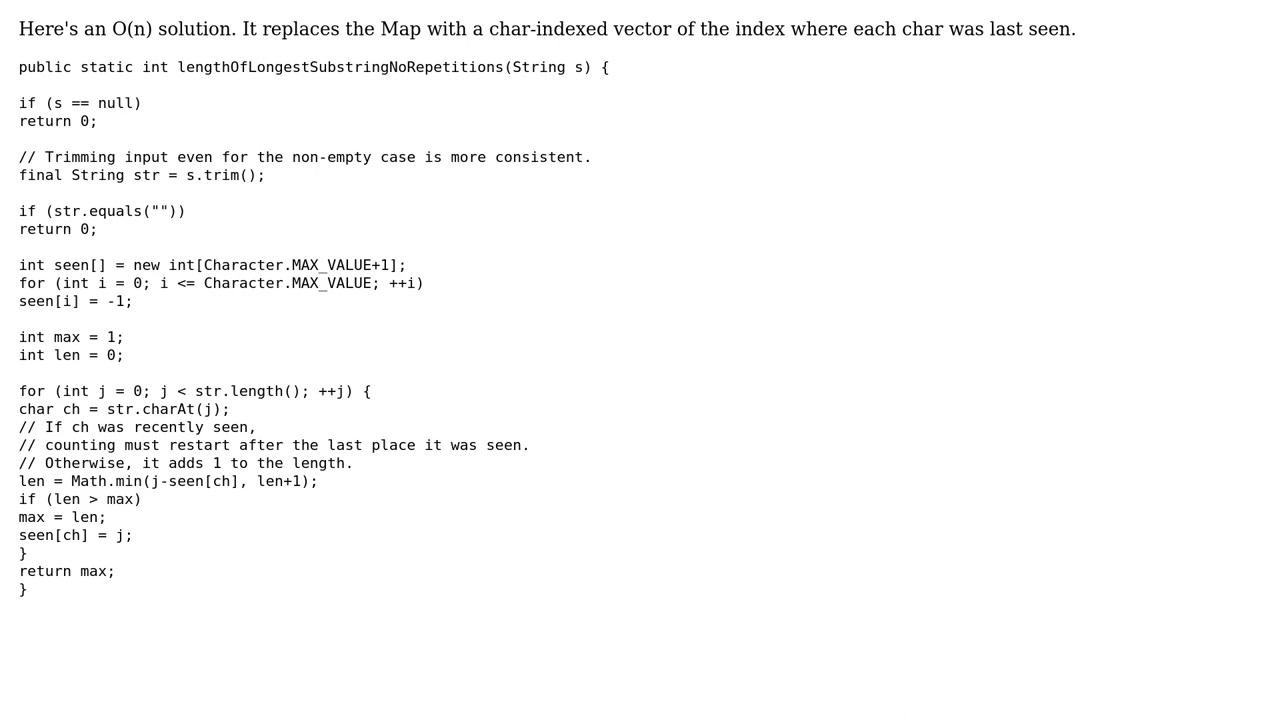 Here's an O(n) solution. It replaces the Map with a char-indexed vector of the index where each char was last seen.
public static int lengthOfLongestSubstringNoRepetitions(String s) {
if (s == null)
return 0;
// Trimming input even for the non-empty case is more consistent.
final String str = s.trim();
if (str.equals(""))
return 0;
int seen[] = new int[Character.MAX_VALUE+1];
for (int i = 0; i <= Character.MAX_VALUE; ++i)
seen[i] = -1;
int max = 1;
int len = 0;
for (int j = 0; j < str.length(); ++j) {
char ch = str.charAt(j);
// If ch was recently seen,
// counting must restart after the last place it was seen.
// Otherwise, it adds 1 to the length.
len = Math.min(j-seen[ch], len+1);
if (len > max)
max = len;
seen[ch] = j;
}
return max;
}